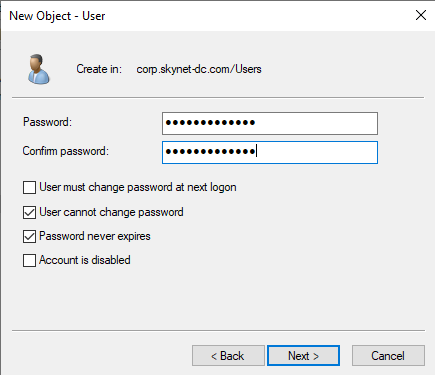 New Object - User
Create in: corp.skynet-dc.com/Users
Password: ●●●●●●●●●●●●●
Confirm password: ●●●●●●●●●●●●●
User must change password at next logon
User cannot change password
Password never expires
Account is disabled
< Back Next > Cancel